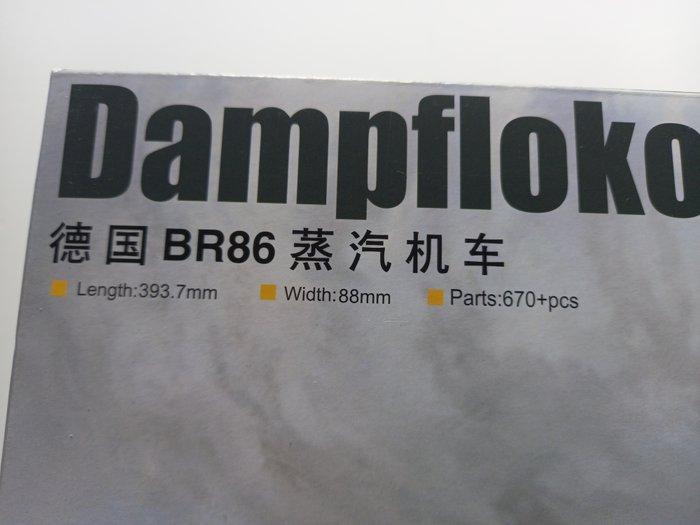 Dampfloko
德国 BR86 蒸汽机车
Length:393.7mm Width:88mm Parts:670+pcs